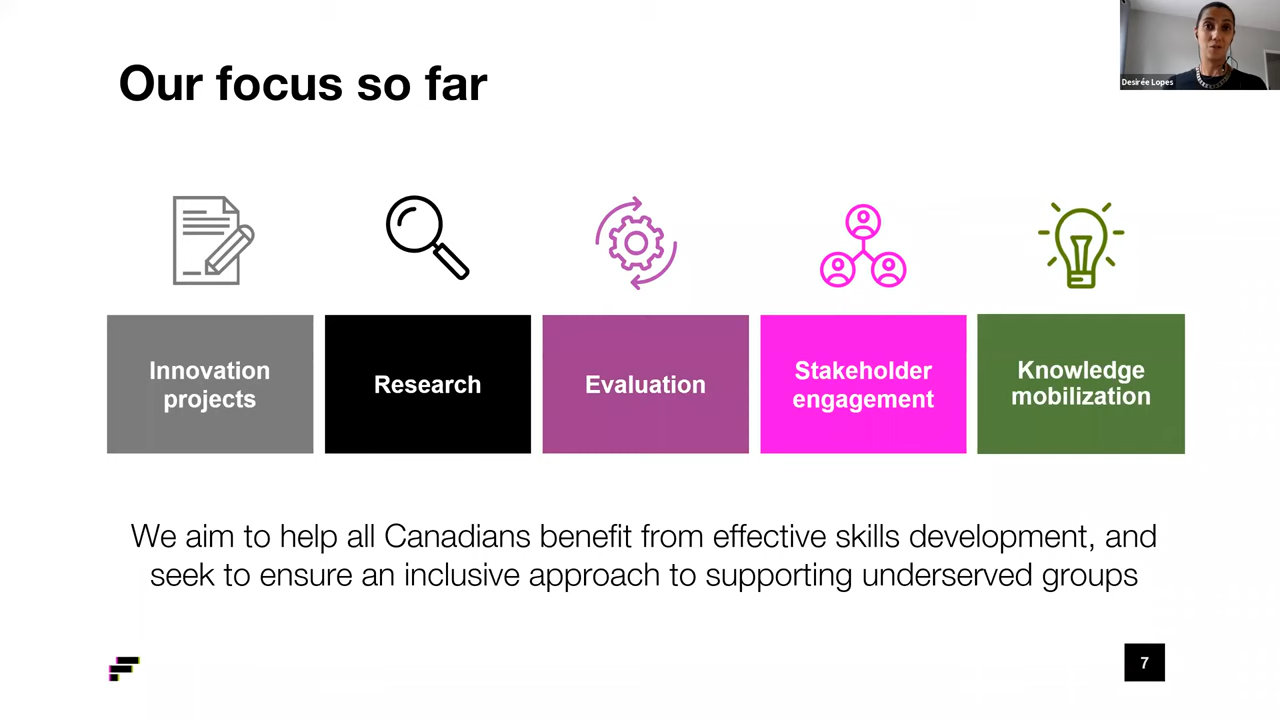 Our focus so far
Desirée Lopes
Innovation
projects
Research
Evaluation
Stakeholder
engagement
Knowledge
mobilization
We aim to help all Canadians benefit from effective skills development, and
seek to ensure an inclusive approach to supporting underserved groups
7